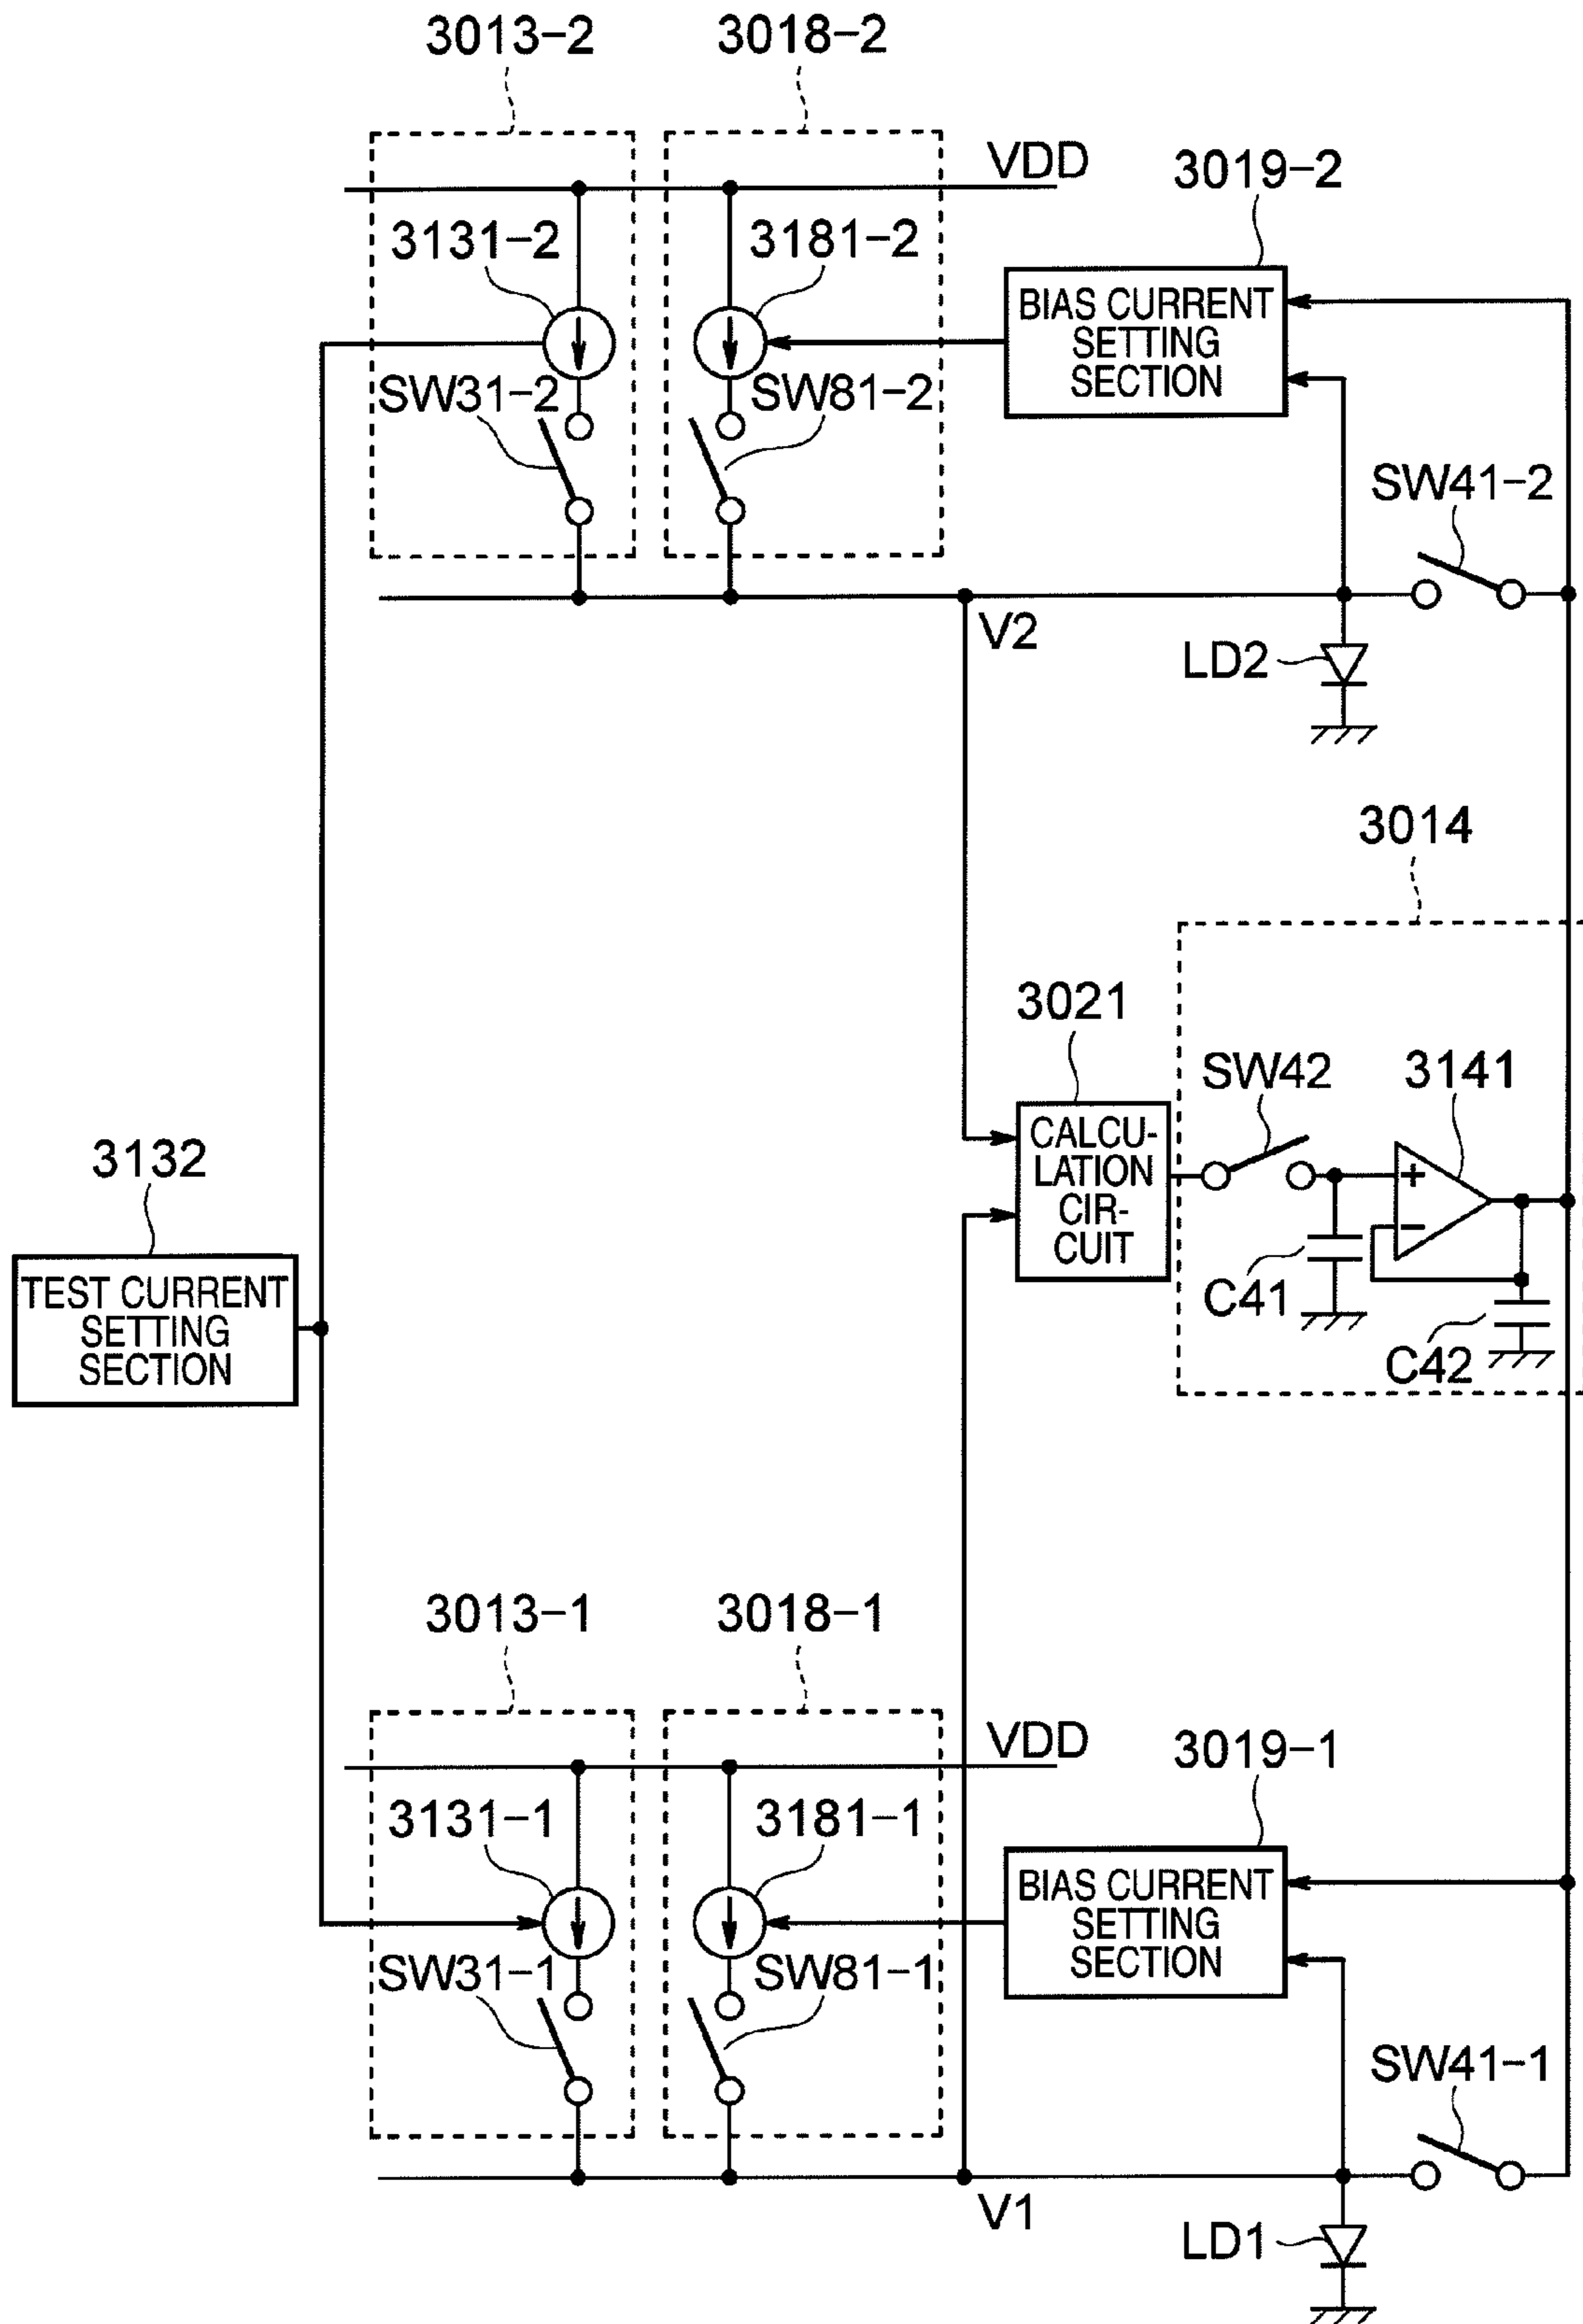 3013-2
3018-2
VDD
3019-2
3131-2
3181-2
BIAS CURRENT
SETTING
SECTION
SW31-2
SW81-2
SW41-2
V2
LD2
3014
3021
SW42
3141
CALCU-
LATION
CIR-
CUIT
+
−
C41
C42
3132
TEST CURRENT
SETTING
SECTION
3013-1
3018-1
VDD
3019-1
3131-1
3181-1
BIAS CURRENT
SETTING
SECTION
SW31-1
SW81-1
SW41-1
V1
LD1